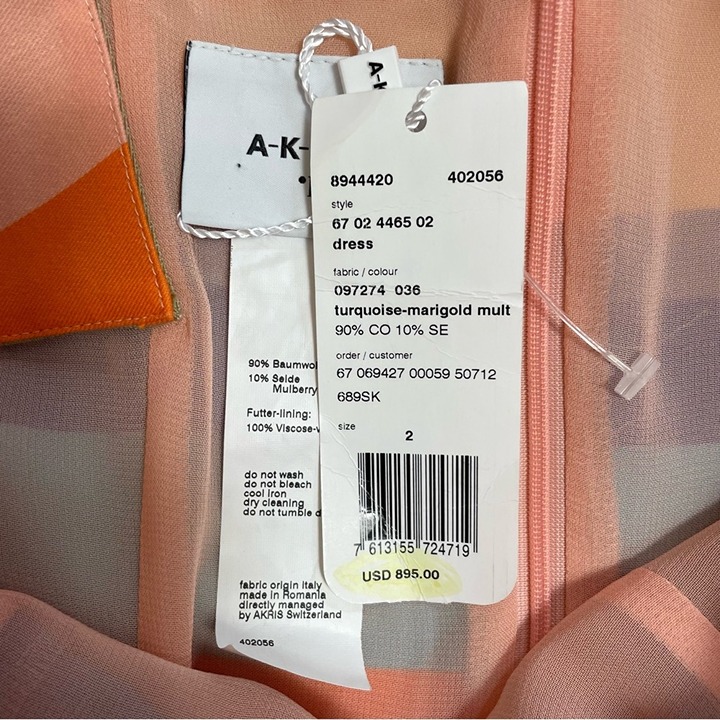 A-K
A-K-
8944420 402056
style
67 02 4465 02
dress
fabric / colour
097274 036
turquoise-marigold mult
90% CO 10% SE
order / customer
67 069427 00059 50712
689SK
size
2
7 613155 724719
USD 895.00
90% Baumwol
10% Seide
Mulberry
Futter-lining:
100% Viscose-v
do not wash
do not bleach
cool iron
dry cleaning
do not tumble d
fabric origin Italy
made in Romania
directly managed
by AKRIS Switzerland
402056